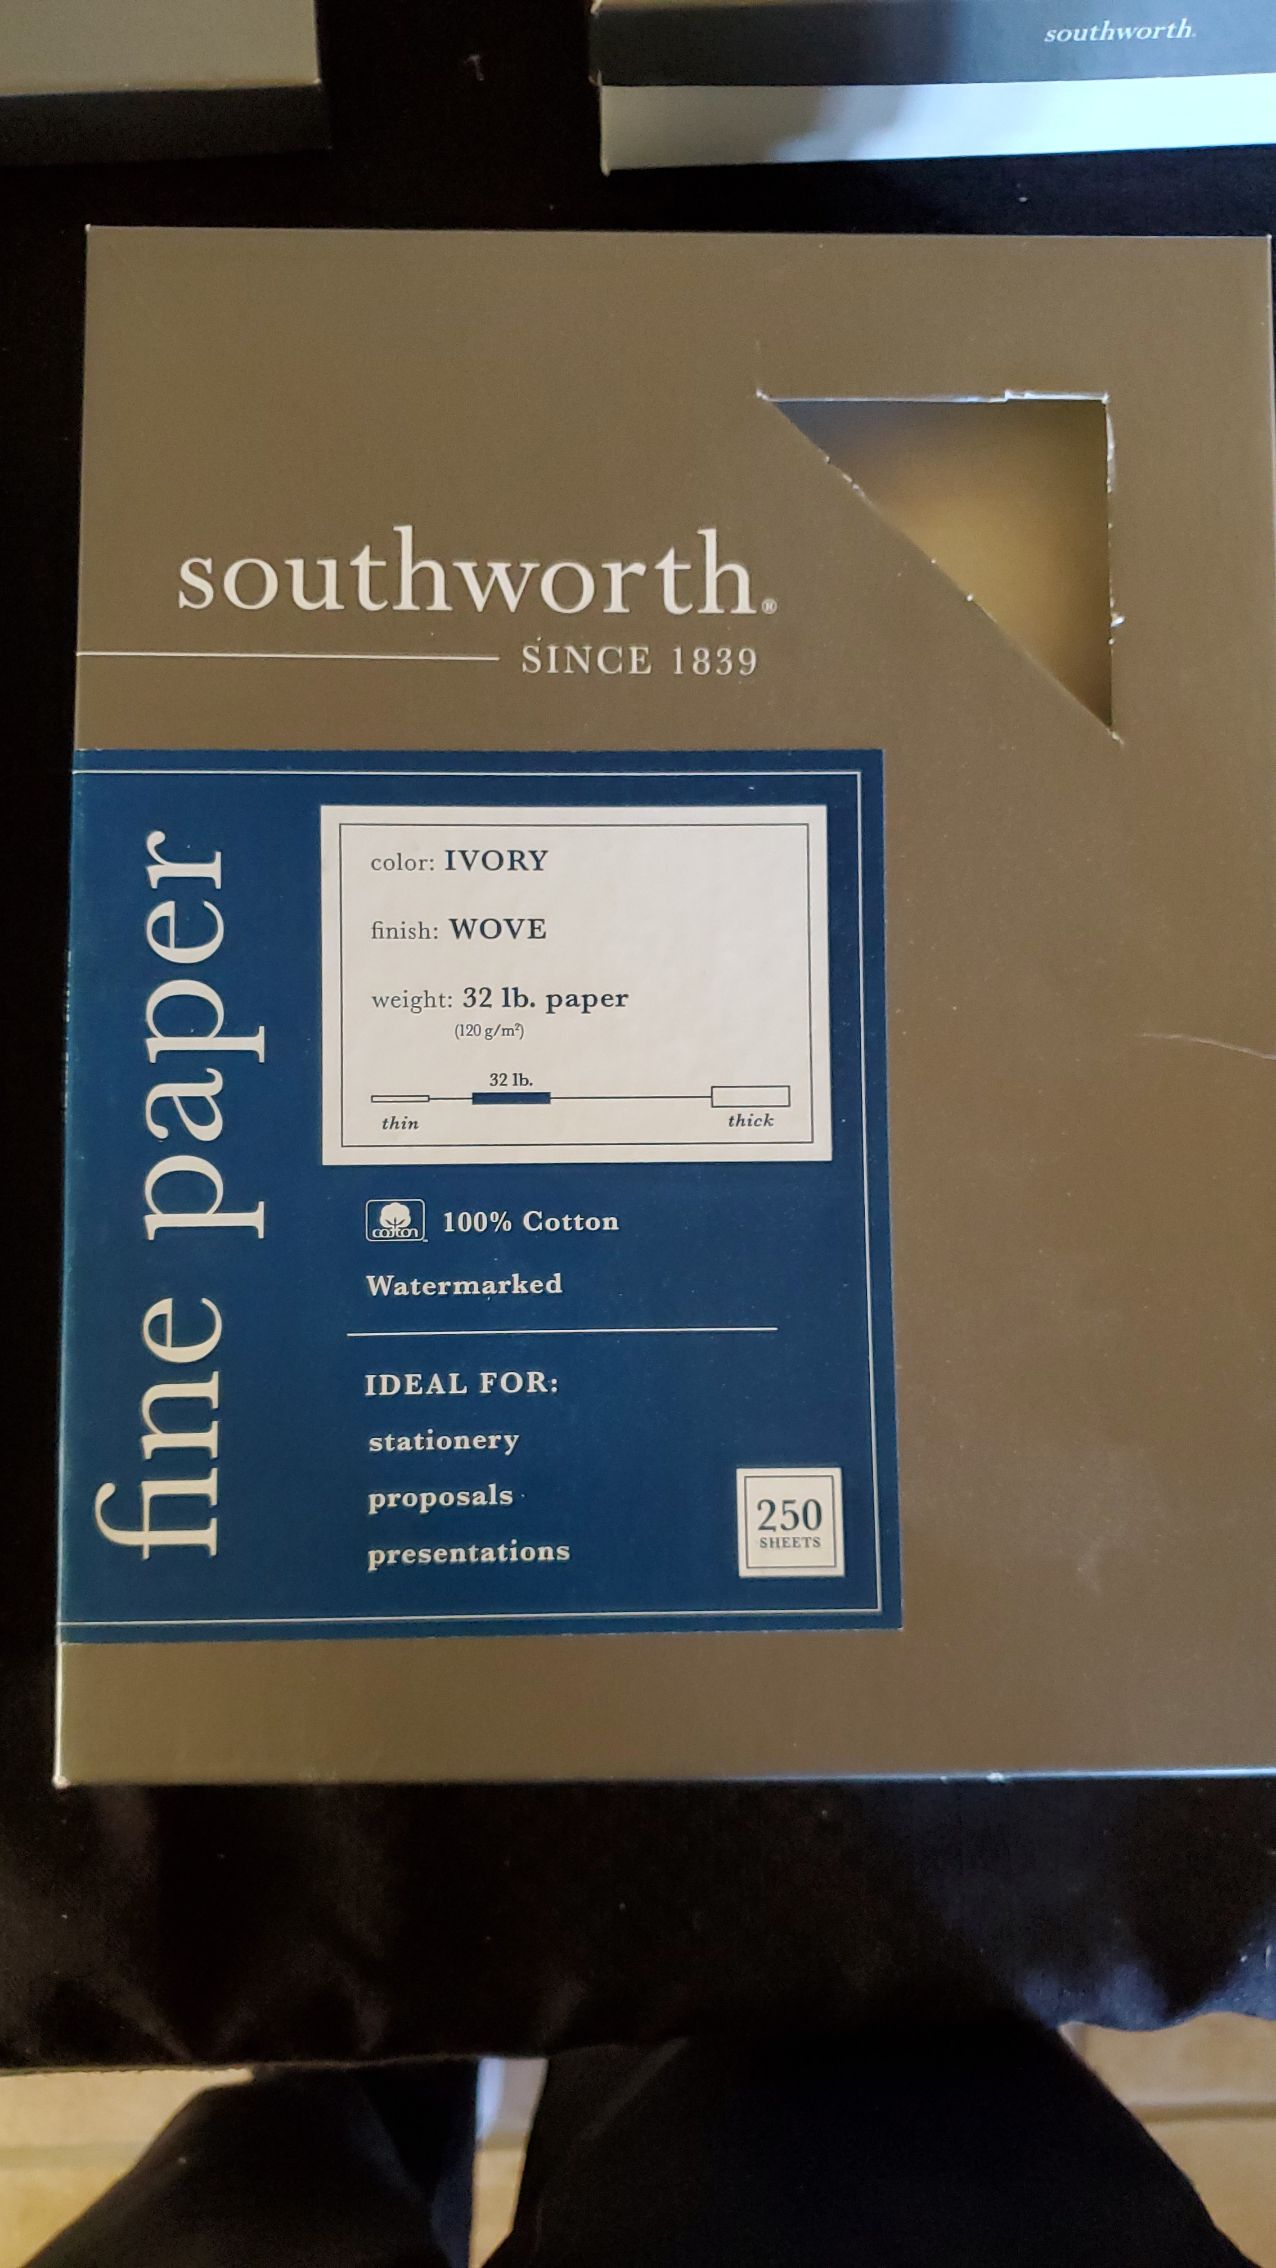 southworth
southworth®
SINCE 1839
fine paper
color: IVORY
finish: WOVE
weight: 32 lb. paper
(120 g/m²)
32 lb.
thin
thick
cotton
100% Cotton
Watermarked
IDEAL FOR:
stationery
proposals
presentations
250
SHEETS